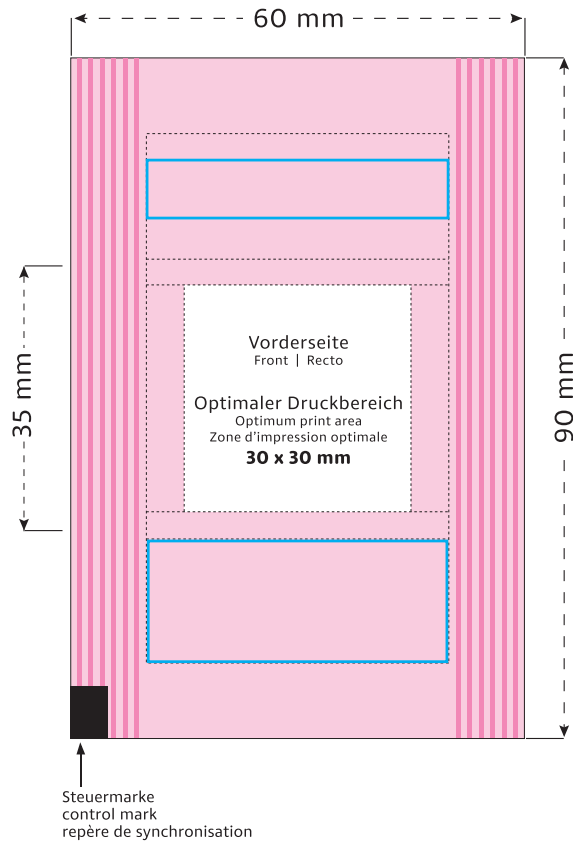 60 mm
35 mm
90 mm
Vorderseite
Front | Recto
Optimaler Druckbereich
Optimum print area
Zone d'impression optimale
30 x 30 mm
Steuermarke
control mark
repère de synchronisation